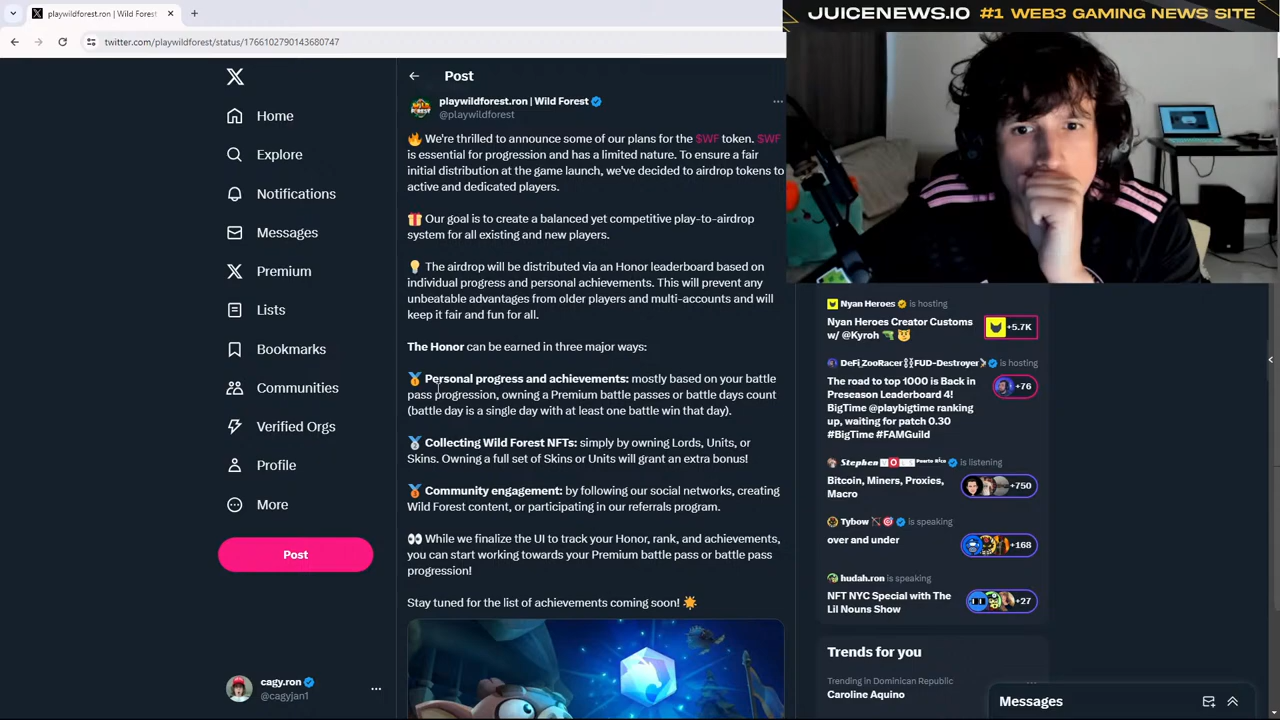 playwildforest.ron | Wild Forest
twitter.com/playwildforest/status/1766102790143680747
JUICENEWS.IO #1 WEB3 GAMING NEWS SITE
Home
Explore
Notifications
Messages
Premium
Lists
Bookmarks
Communities
Verified Orgs
Profile
More
Post
cagy.ron
@cagyjan1
Post
playwildforest.ron | Wild Forest
@playwildforest
🔥 We're thrilled to announce some of our plans for the $WF token. $WF
is essential for progression and has a limited nature. To ensure a fair
initial distribution at the game launch, we've decided to airdrop tokens to
active and dedicated players.
🎁 Our goal is to create a balanced yet competitive play-to-airdrop
system for all existing and new players.
💡 The airdrop will be distributed via an Honor leaderboard based on
individual progress and personal achievements. This will prevent any
unbeatable advantages from older players and multi-accounts and will
keep it fair and fun for all.
The Honor can be earned in three major ways:
🥇 Personal progress and achievements: mostly based on your battle
pass progression, owning a Premium battle passes or battle days count
(battle day is a single day with at least one battle win that day).
🥈 Collecting Wild Forest NFTs: simply by owning Lords, Units, or
Skins. Owning a full set of Skins or Units will grant an extra bonus!
🥉 Community engagement: by following our social networks, creating
Wild Forest content, or participating in our referrals program.
👀 While we finalize the UI to track your Honor, rank, and achievements,
you can start working towards your Premium battle pass or battle pass
progression!
Stay tuned for the list of achievements coming soon! ☀️
Nyan Heroes is hosting
Nyan Heroes Creator Customs
w/ @Kyroh 🔫 😼
+5.7K
DeFi_ZooRacer FUD-Destroyer is hosting
The road to top 1000 is Back in
Preseason Leaderboard 4!
BigTime @playbigtime ranking
up, waiting for patch 0.30
#BigTime #FAMGuild
+76
Stephen is listening
Bitcoin, Miners, Proxies,
Macro
+750
Tybow is speaking
over and under
+168
hudah.ron is speaking
NFT NYC Special with The
Lil Nouns Show
+27
Trends for you
Trending in Dominican Republic
Caroline Aquino
Messages